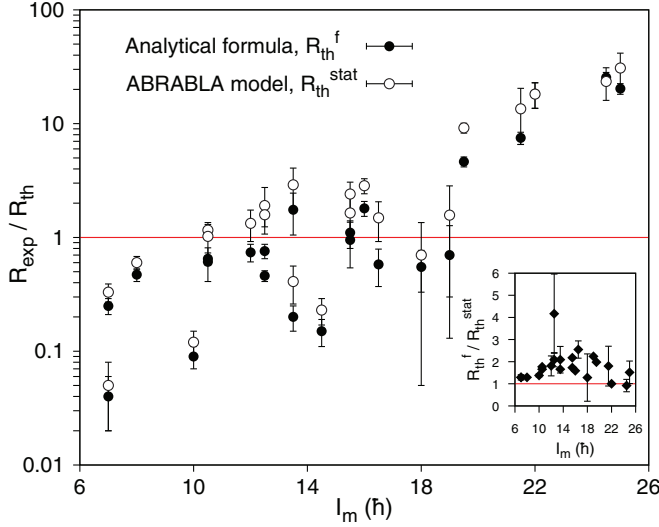 100
10
1
0.1
0.01
R_exp / R_th
Analytical formula, R_th^f
ABRABLA model, R_th^stat
6
5
4
3
2
1
0
R_th^f / R_th^stat
6 10 14 18 22 26
I_m (ħ)
6 10 14 18 22 26
I_m (ħ)